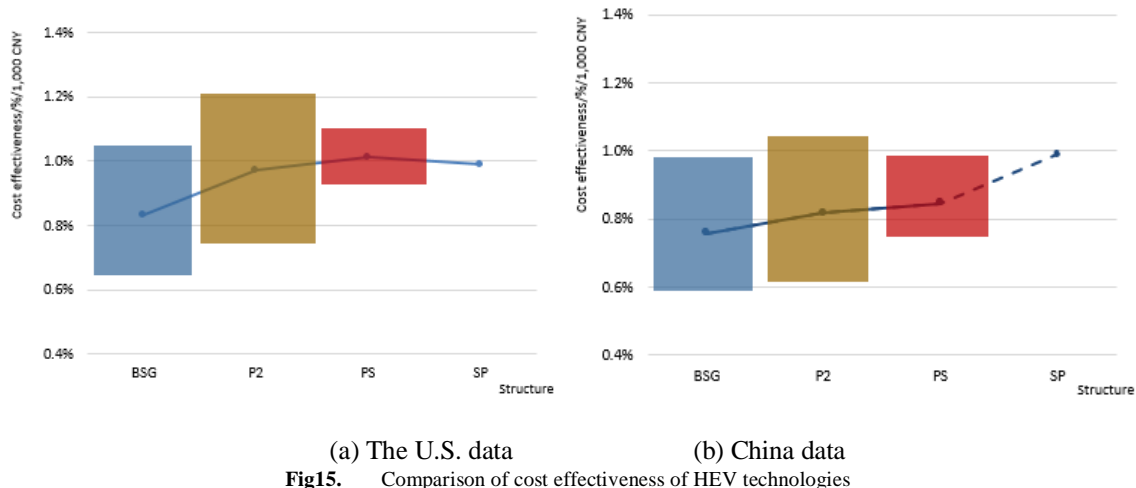 Cost effectiveness/%/1,000 CNY
1.4%
1.2%
1.0%
0.8%
0.6%
0.4%
BSG P2 PS SP
Structure
Cost effectiveness/%/1,000 CNY
1.4%
1.2%
1.0%
0.8%
0.6%
0.4%
BSG P2 PS SP
Structure
(a) The U.S. data (b) China data
Fig15. Comparison of cost effectiveness of HEV technologies